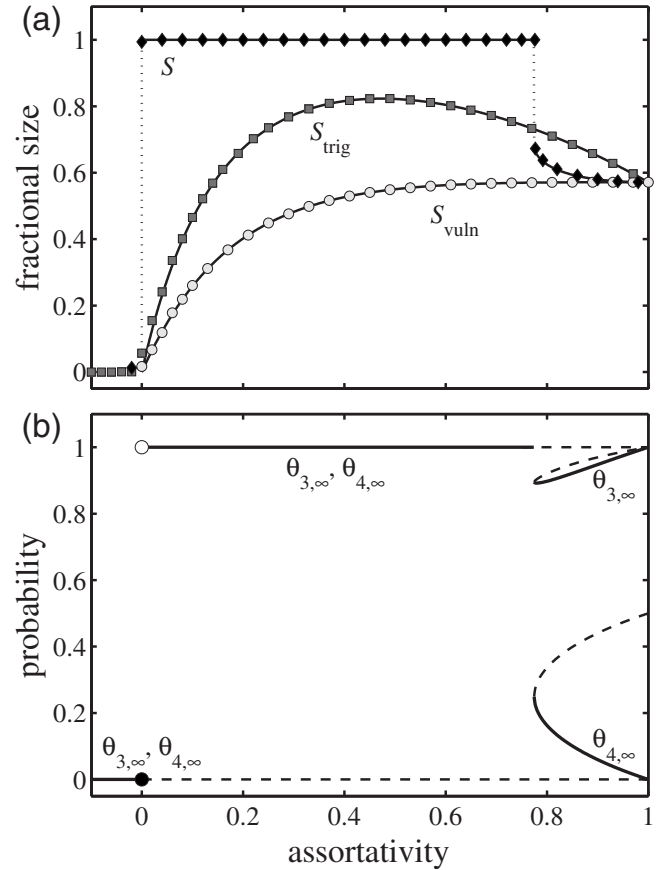 (a)
1
0.8
0.6
0.4
0.2
0
fractional size
S
S_trig
S_vuln
(b)
1
0.8
0.6
0.4
0.2
0
probability
θ_3,∞, θ_4,∞
θ_3,∞
θ_3,∞, θ_4,∞
θ_4,∞
0 0.2 0.4 0.6 0.8 1
assortativity